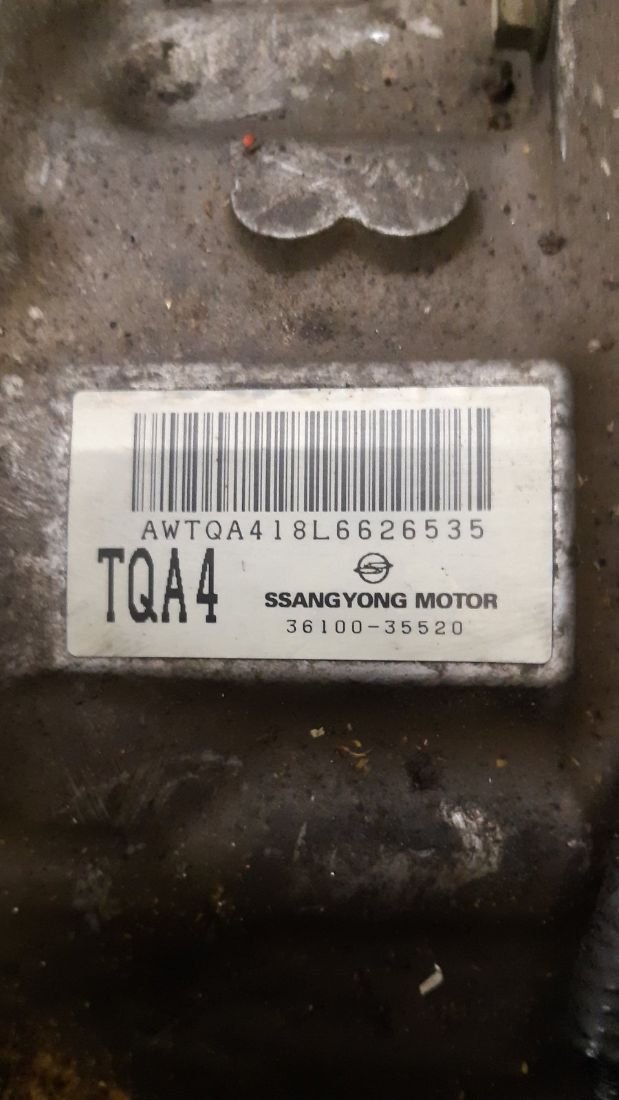 AWTQA418L6626535
TQA4
SSANGYONG MOTOR
36100-35520